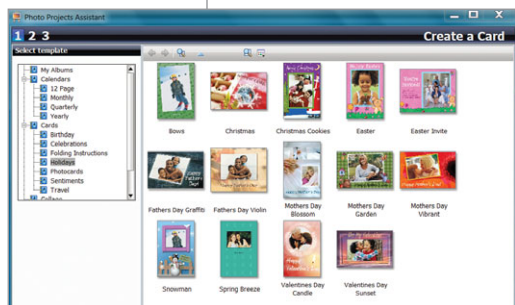 Photo Projects Assistant
1 2 3
Create a Card
Select template
My Albums
Calendars
12 Page
Monthly
Quarterly
Yearly
Cards
Birthday
Celebrations
Folding Instructions
Holidays
Photocards
Sentiments
Travel
Collage
Bows
Christmas
Christmas Cookies
Easter
Easter Invite
Fathers Day Graffiti
Fathers Day Violin
Mothers Day
Blossom
Mothers Day
Garden
Mothers Day
Vibrant
Snowman
Spring Breeze
Valentines Day
Candle
Valentines Day
Sunset